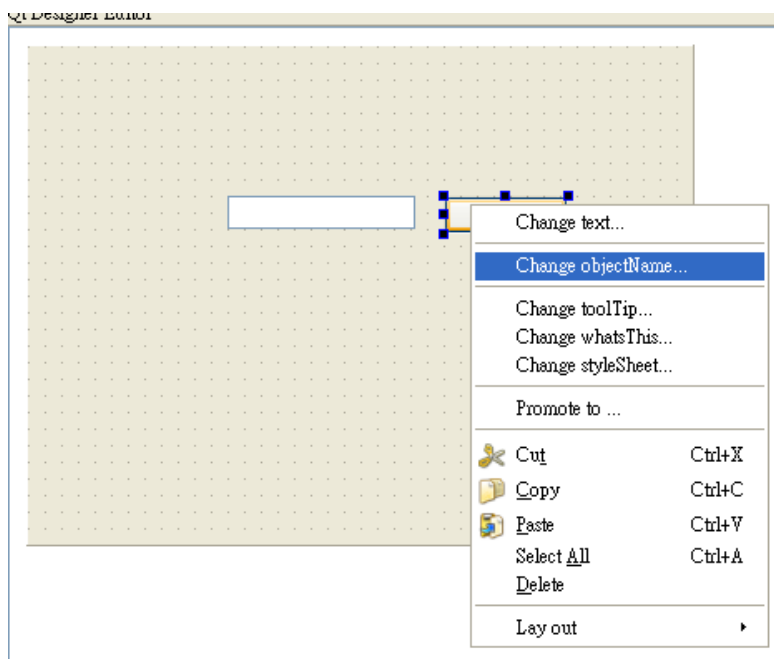 Qt Designer Editor
Change text...
Change objectName...
Change toolTip...
Change whatsThis...
Change styleSheet...
Promote to ...
Cut Ctrl+X
Copy Ctrl+C
Paste Ctrl+V
Select All Ctrl+A
Delete
Lay out